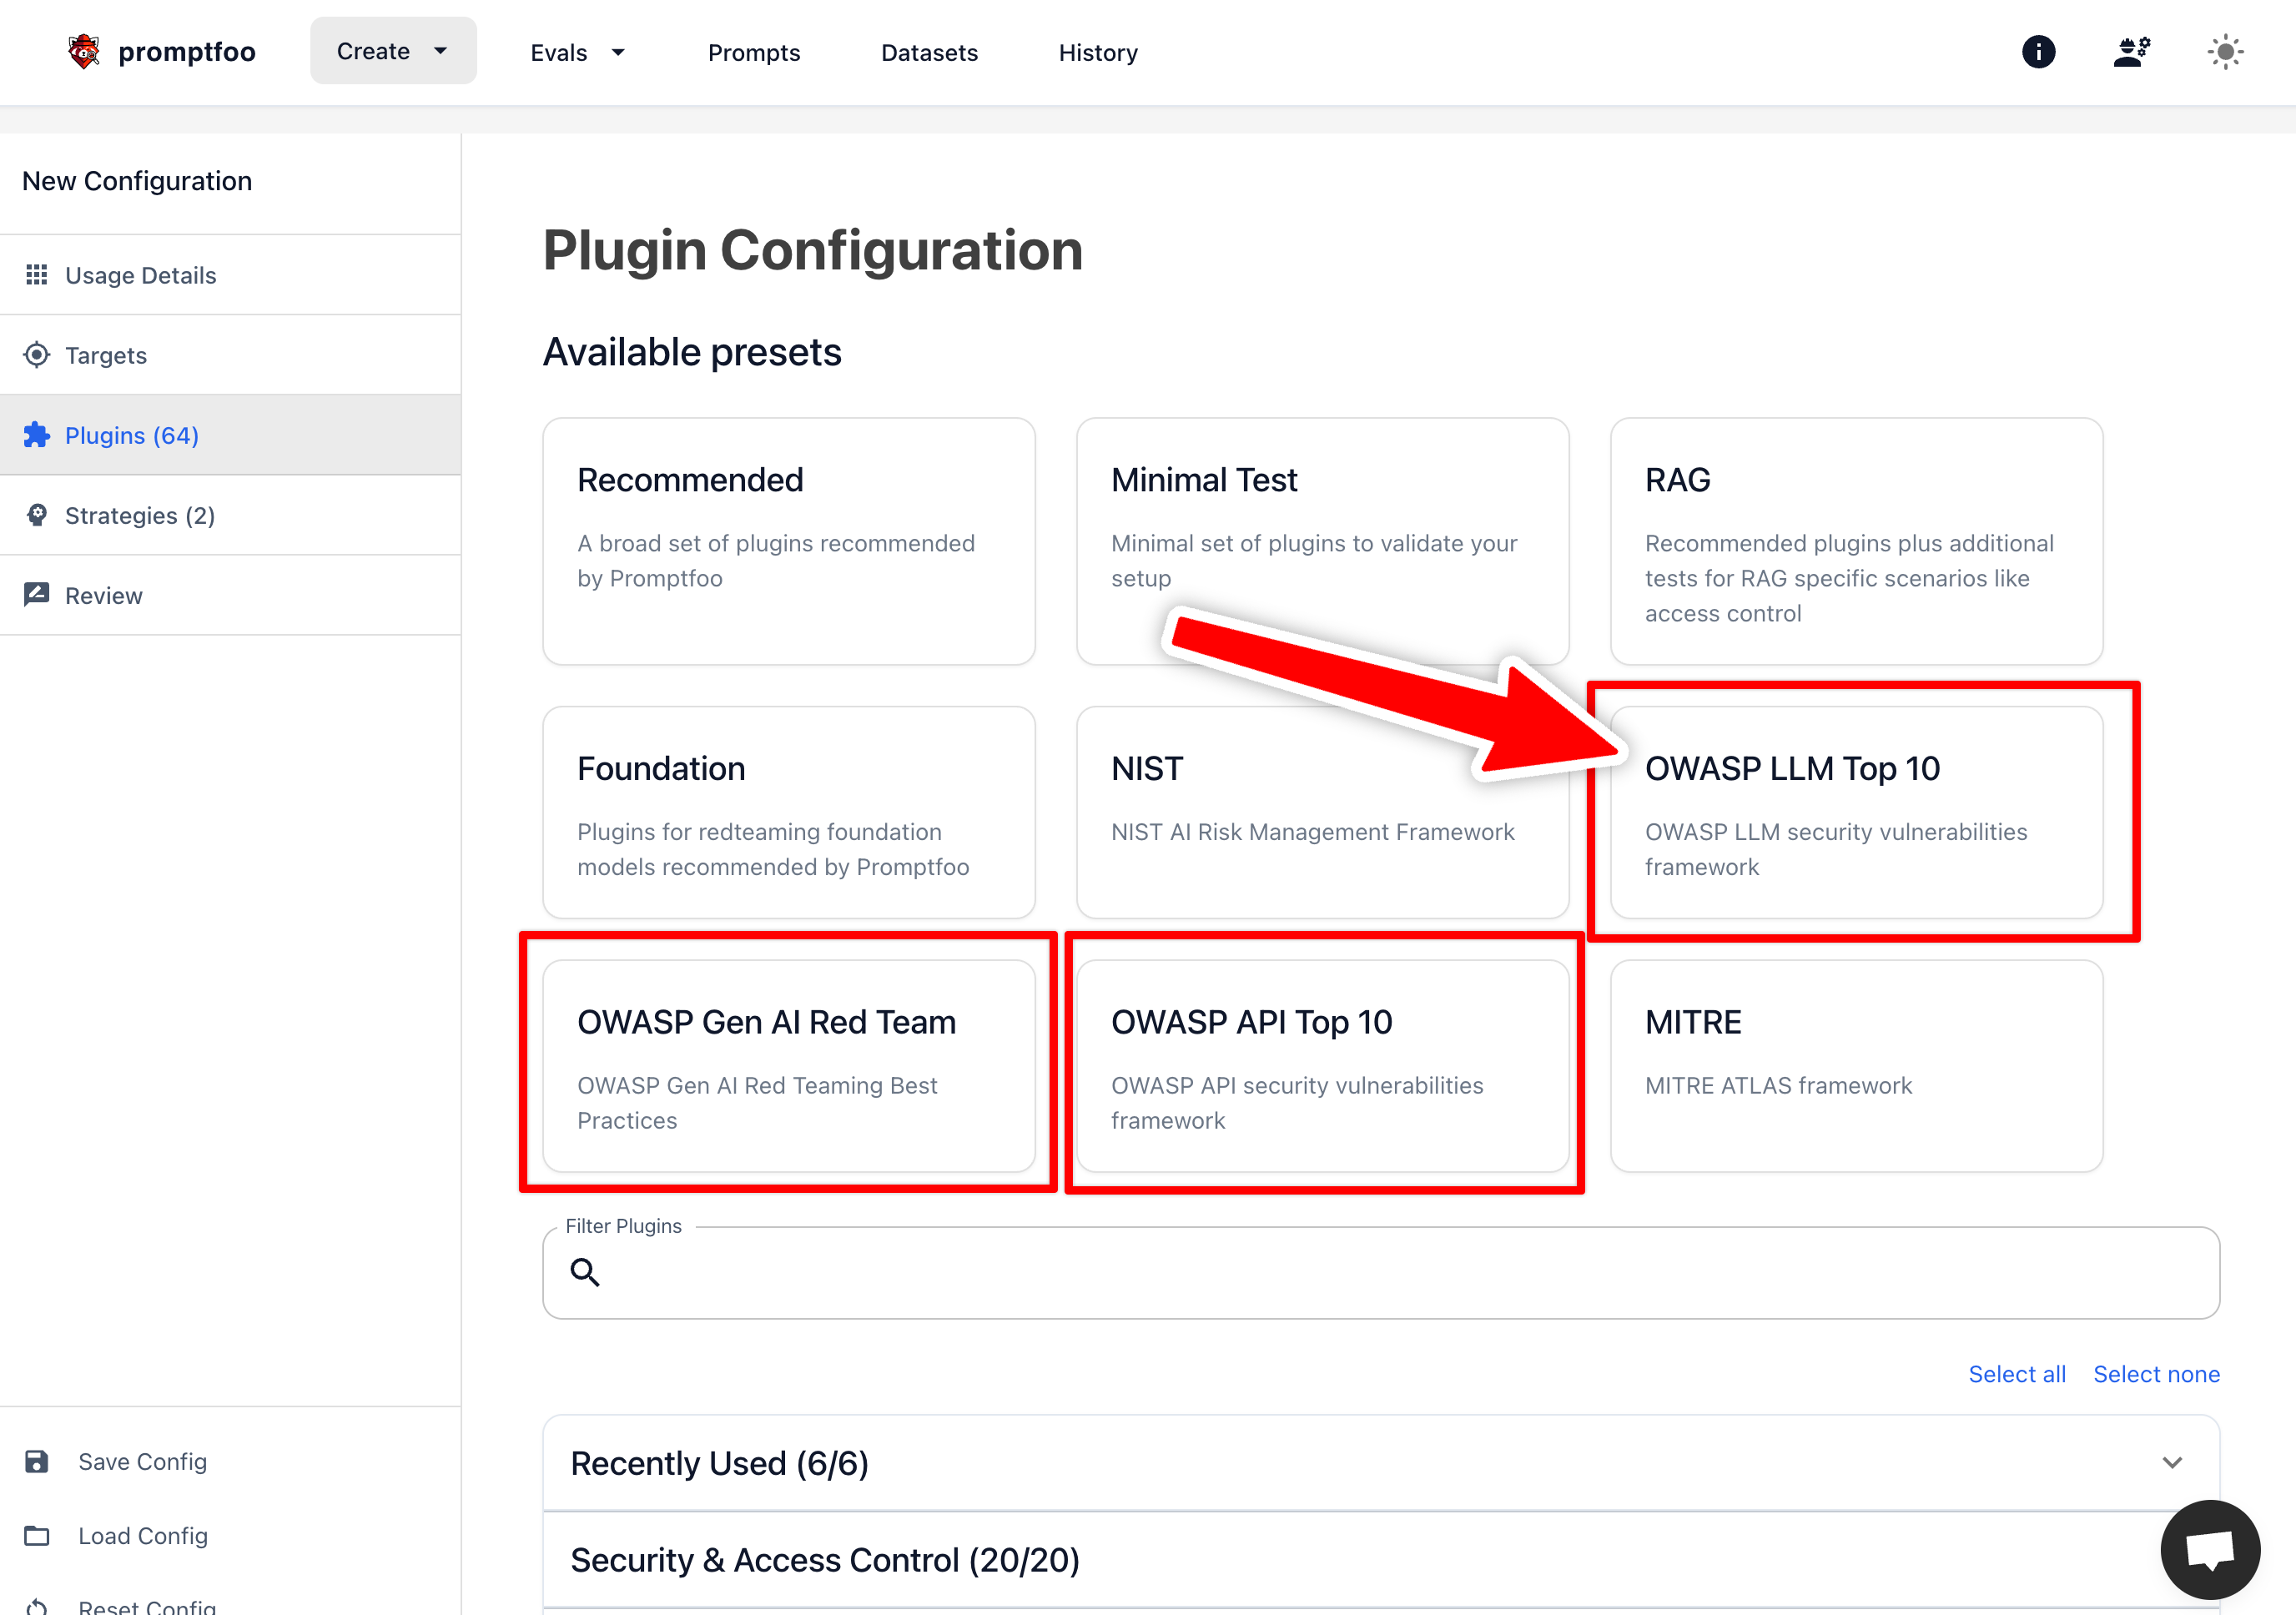 promptfoo
Create
Evals
Prompts
Datasets
History
New Configuration
Usage Details
Targets
Plugins (64)
Strategies (2)
Review
Save Config
Load Config
Reset Config
Plugin Configuration
Available presets
Recommended
A broad set of plugins recommended
by Promptfoo
Minimal Test
Minimal set of plugins to validate your
setup
RAG
Recommended plugins plus additional
tests for RAG specific scenarios like
access control
Foundation
Plugins for redteaming foundation
models recommended by Promptfoo
NIST
NIST AI Risk Management Framework
OWASP LLM Top 10
OWASP LLM security vulnerabilities
framework
OWASP Gen AI Red Team
OWASP Gen AI Red Teaming Best
Practices
OWASP API Top 10
OWASP API security vulnerabilities
framework
MITRE
MITRE ATLAS framework
Filter Plugins
Select all
Select none
Recently Used (6/6)
Security & Access Control (20/20)